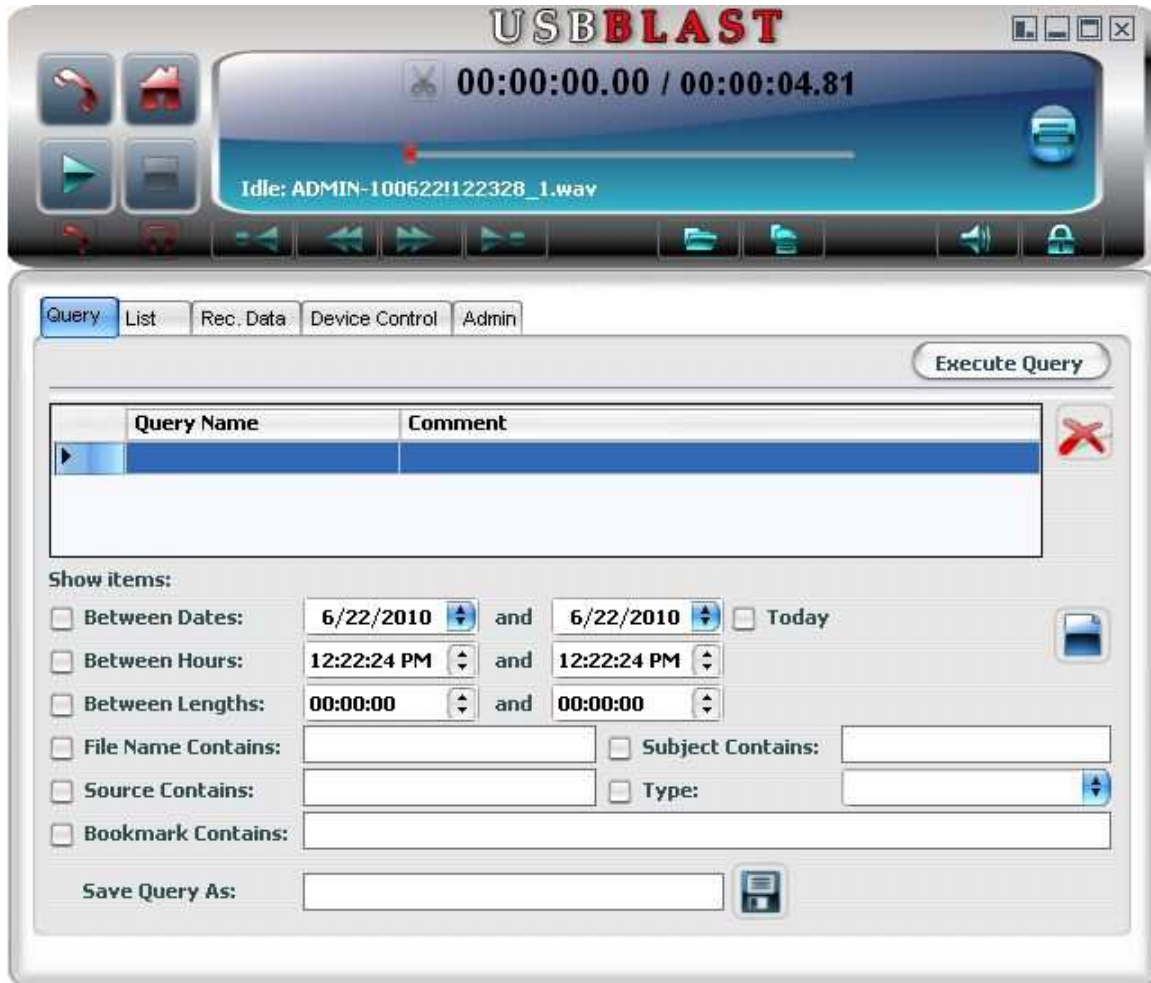 USBBLAST
00:00:00.00 / 00:00:04.81
Idle: ADMIN-100622!122328_1.wav
Query List Rec. Data Device Control Admin
Execute Query
Query Name Comment
Show items:
Between Dates: 6/22/2010 and 6/22/2010 Today
Between Hours: 12:22:24 PM and 12:22:24 PM
Between Lengths: 00:00:00 and 00:00:00
File Name Contains: Subject Contains:
Source Contains: Type:
Bookmark Contains:
Save Query As: